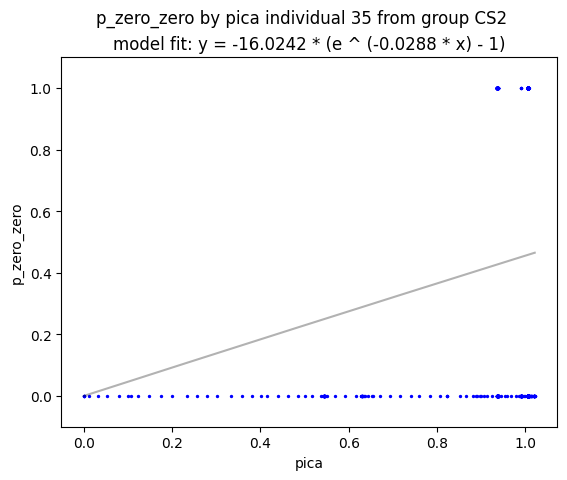 p_zero_zero by pica individual 35 from group CS2
model fit: y = -16.0242 * (e ^ (-0.0288 * x) - 1)
1.0
0.8
0.6
0.4
0.2
0.0
p_zero_zero
0.0 0.2 0.4 0.6 0.8 1.0
pica